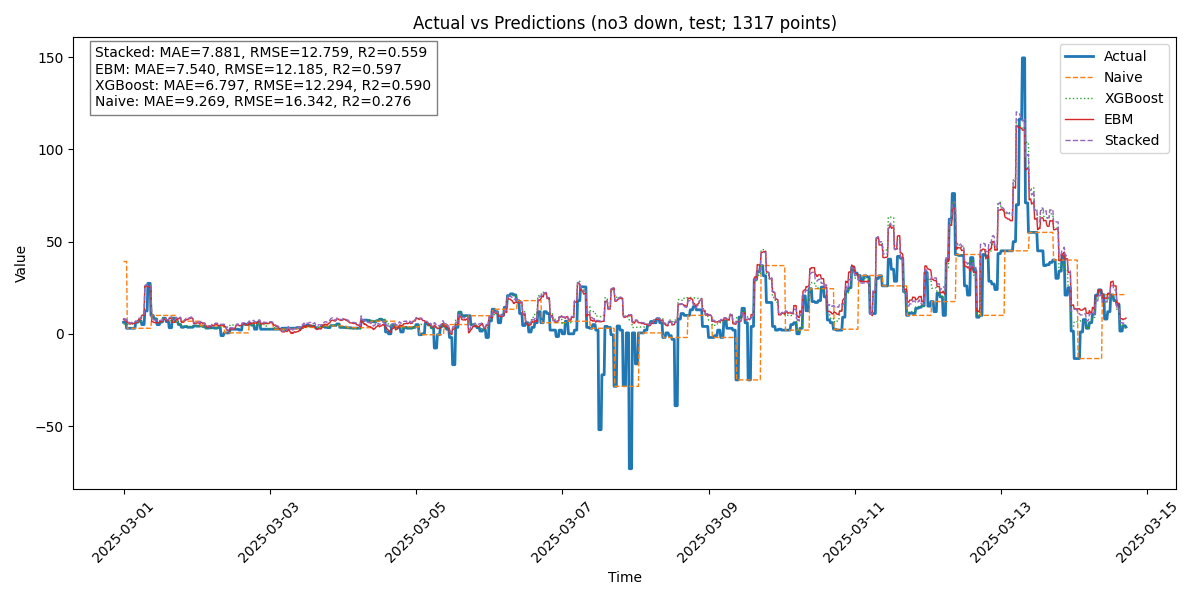 Actual vs Predictions (no3 down, test; 1317 points)
Stacked: MAE=7.881, RMSE=12.759, R2=0.559
EBM: MAE=7.540, RMSE=12.185, R2=0.597
XGBoost: MAE=6.797, RMSE=12.294, R2=0.590
Naive: MAE=9.269, RMSE=16.342, R2=0.276
Actual
Naive
XGBoost
EBM
Stacked
Value
150
100
50
0
−50
2025-03-01
2025-03-03
2025-03-05
2025-03-07
2025-03-09
2025-03-11
2025-03-13
2025-03-15
Time